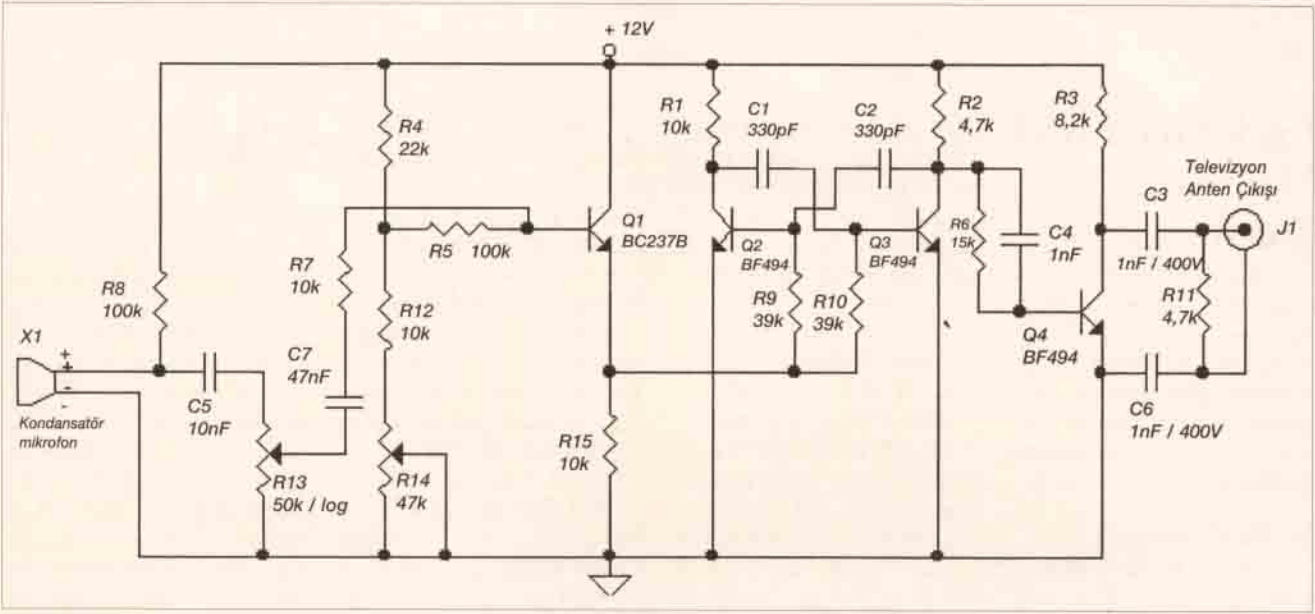 + 12V
R1
10k
C1
330pF
C2
330pF
R2
4,7k
R3
8,2k
R4
22k
Televizyon
Anten Çıkışı
C3
J1
1nF / 400V
Q1
BC237B
Q2
BF494
Q3
BF494
R6
15k
C4
1nF
R5 100k
R7
10k
R8
100k
R12
10k
R9
39k
R10
39k
R11
4,7k
Q4
BF494
X1
+
+
-
-
Kondansatör
mikrofon
C5
10nF
C7
47nF
C6
1nF / 400V
R15
10k
R13
50k / log
R14
47k